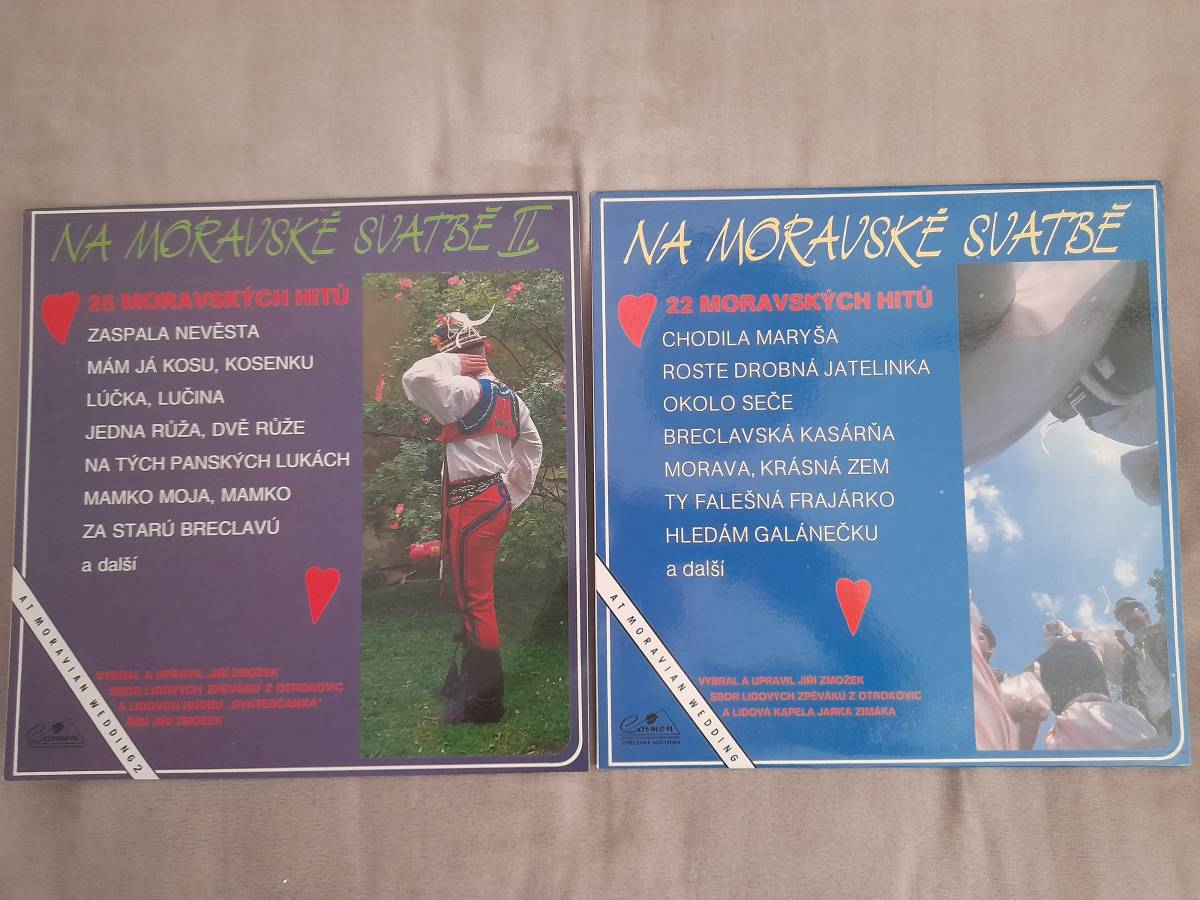 NA MORAVSKÉ SVATBĚ II.
26 MORAVSKÝCH HITŮ
ZASPALA NEVĚSTA
MÁM JÁ KOSU, KOSENKU
LÚČKA, LUČINA
JEDNA RŮŽA, DVĚ RŮŽE
NA TÝCH PANSKÝCH LUKÁCH
MAMKO MOJA, MAMKO
ZA STARÚ BRECLAVÚ
a další
AT MORAVIAN WEDDING 2
VYBRAL A UPRAVIL JIŘÍ ZMOŽEK
SBOR LIDOVÝCH ZPĚVÁKŮ Z OTROKOVIC
A LIDOVOU HUDBU „SVATEBČANKA"
ŘÍDÍ JIŘÍ ZMOŽEK
Carmen
NA MORAVSKÉ SVATBĚ
22 MORAVSKÝCH HITŮ
CHODILA MARYŠA
ROSTE DROBNÁ JATELINKA
OKOLO SEČE
BRECLAVSKÁ KASÁRŇA
MORAVA, KRÁSNÁ ZEM
TY FALEŠNÁ FRAJÁRKO
HLEDÁM GALÁNEČKU
a další
AT MORAVIAN WEDDING
VYBRAL A UPRAVIL JIŘÍ ZMOŽEK
SBOR LIDOVÝCH ZPĚVÁKŮ Z OTROKOVIC
A LIDOVÁ KAPELA JARKA ZIMÁKA
Carmen
UMĚLECKÁ AGENTURA